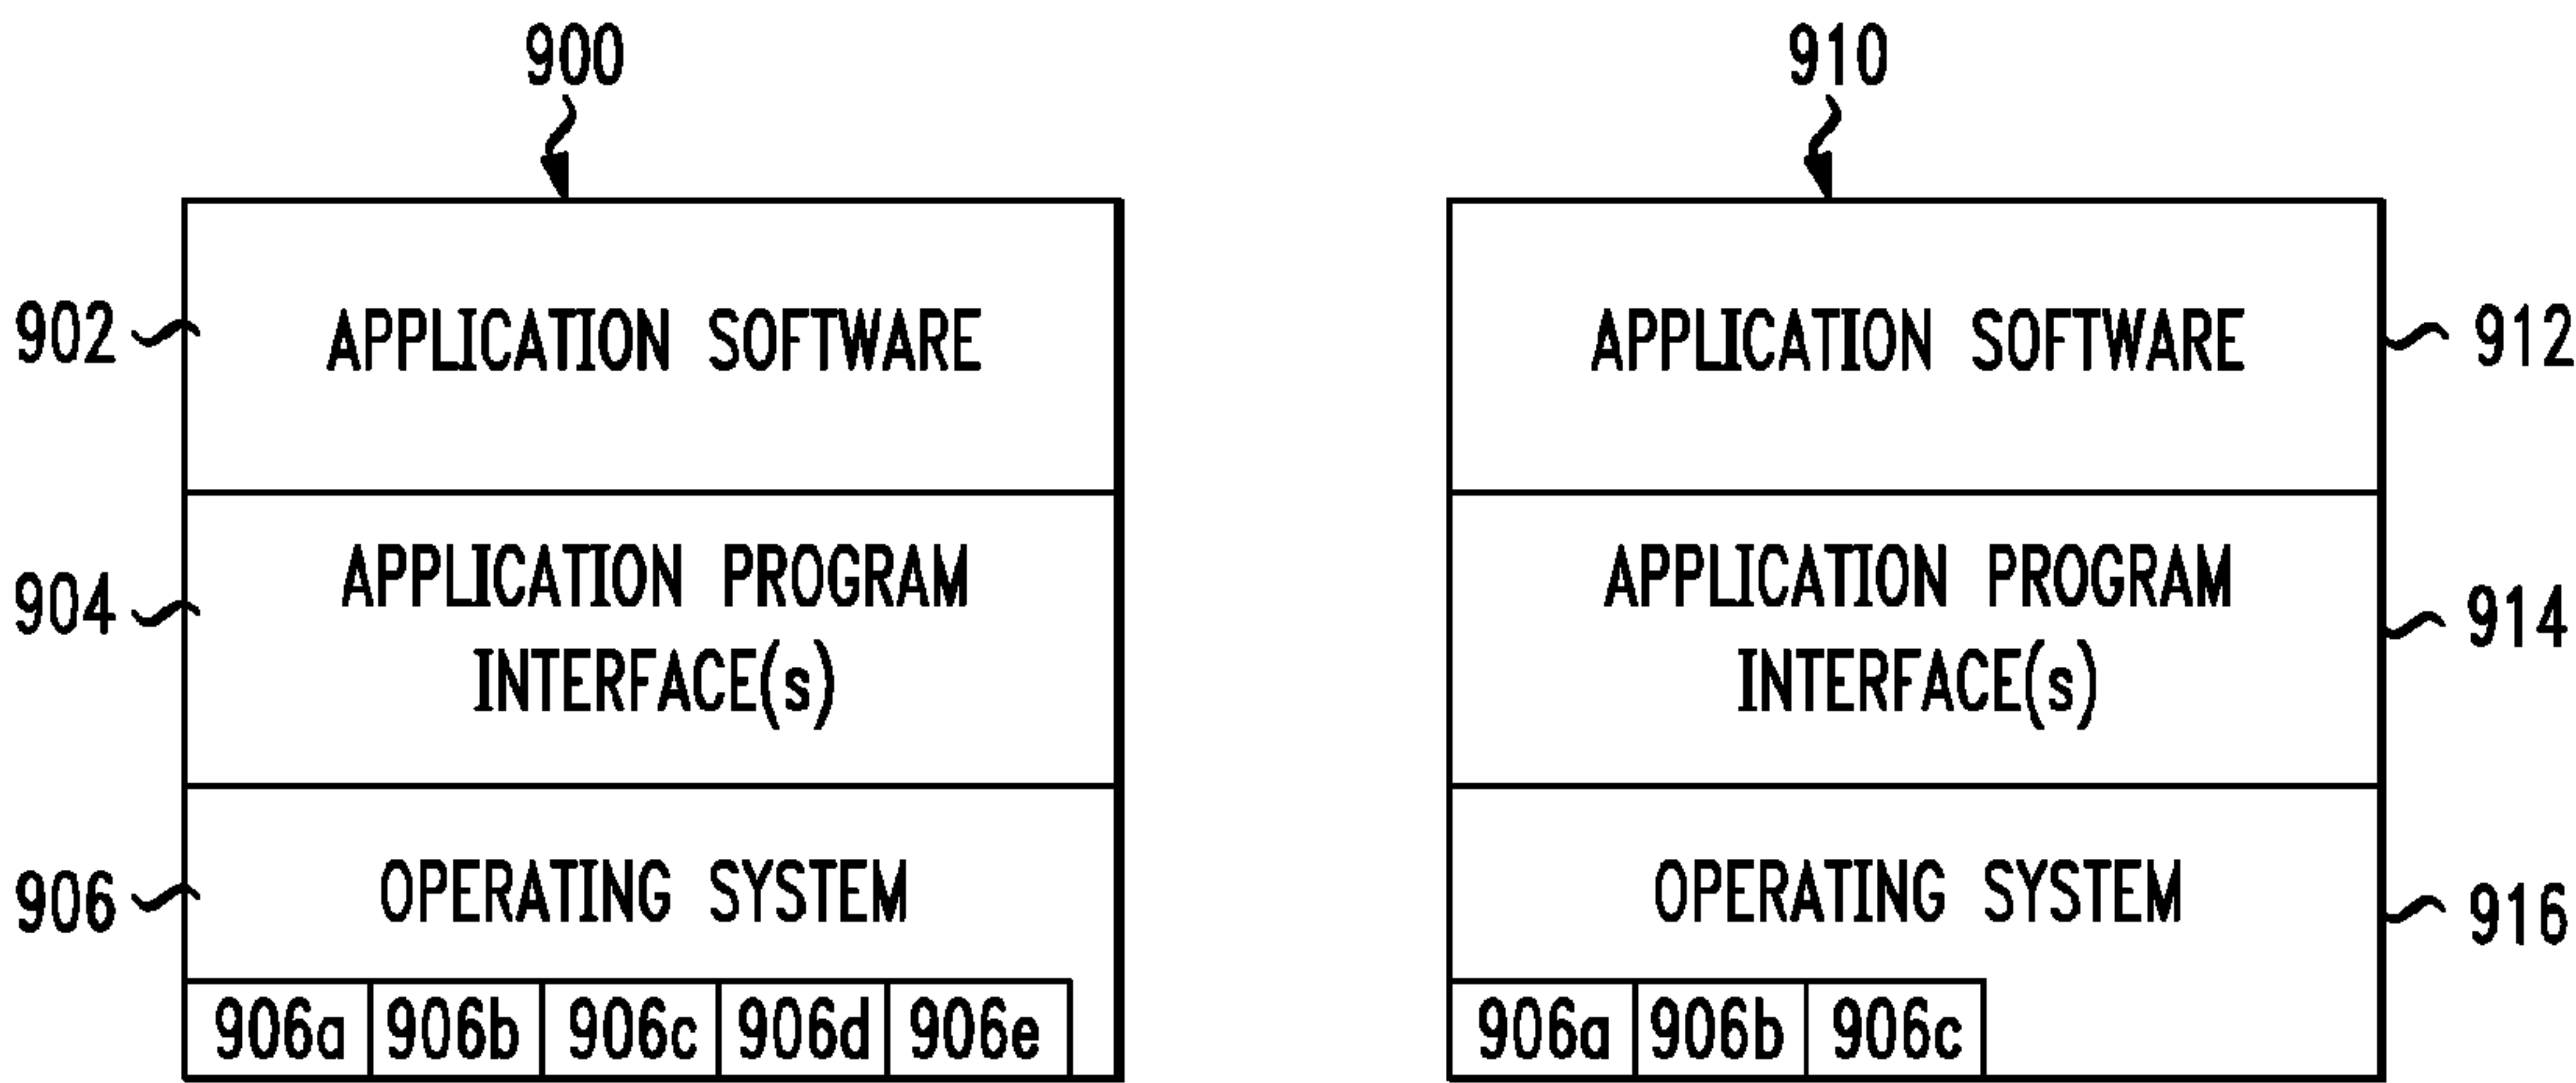 900
902
APPLICATION SOFTWARE
904
APPLICATION PROGRAM
INTERFACE(s)
906
OPERATING SYSTEM
906a 906b 906c 906d 906e
910
APPLICATION SOFTWARE
912
APPLICATION PROGRAM
INTERFACE(s)
914
OPERATING SYSTEM
916
906a 906b 906c